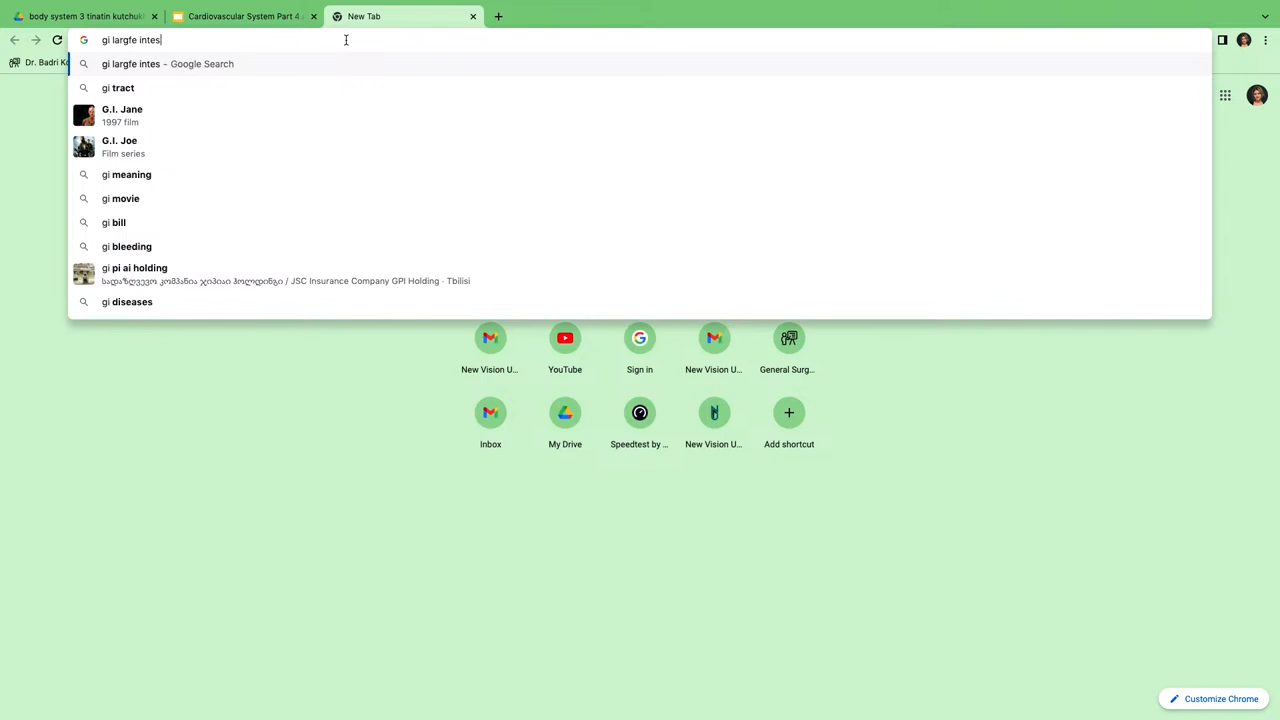 body system 3 tinatin kutchukh
Cardiovascular System Part 4
New Tab
gi largfe intes
Dr. Badri Ko
gi largfe intes – Google Search
gi tract
G.I. Jane
1997 film
G.I. Joe
Film series
gi meaning
gi movie
gi bill
gi bleeding
gi pi ai holding
სადაზღვევო კომპანია ჯიპიაი ჰოლდინგი / JSC Insurance Company GPI Holding · Tbilisi
gi diseases
New Vision U...
YouTube
Sign in
New Vision U...
General Surg...
Inbox
My Drive
Speedtest by ...
New Vision U...
Add shortcut
Customize Chrome